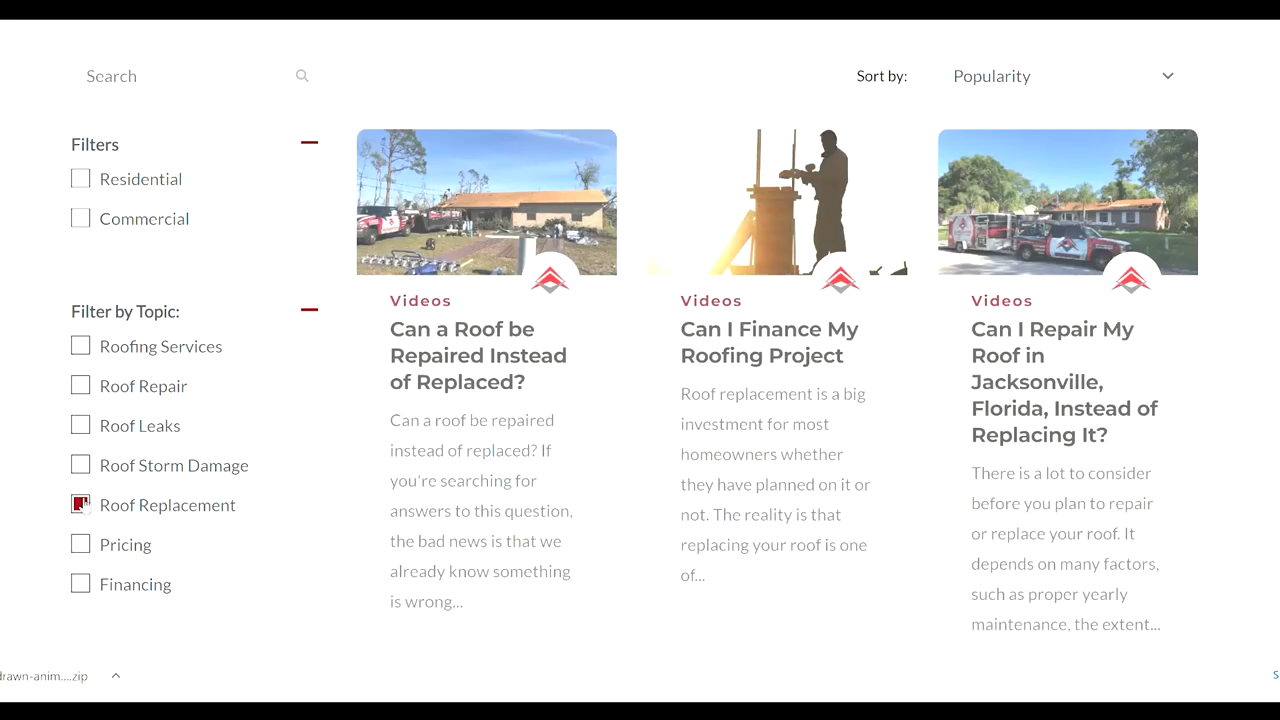 Search
Sort by:
Popularity
Filters
Residential
Commercial
Filter by Topic:
Roofing Services
Roof Repair
Roof Leaks
Roof Storm Damage
Roof Replacement
Pricing
Financing
Videos
Can a Roof be
Repaired Instead
of Replaced?
Can a roof be repaired
instead of replaced? If
you're searching for
answers to this question,
the bad news is that we
already know something
is wrong...
Videos
Can I Finance My
Roofing Project
Roof replacement is a big
investment for most
homeowners whether
they have planned on it or
not. The reality is that
replacing your roof is one
of...
Videos
Can I Repair My
Roof in
Jacksonville,
Florida, Instead of
Replacing It?
There is a lot to consider
before you plan to repair
or replace your roof. It
depends on many factors,
such as proper yearly
maintenance, the extent...
drawn-anim....zip
S